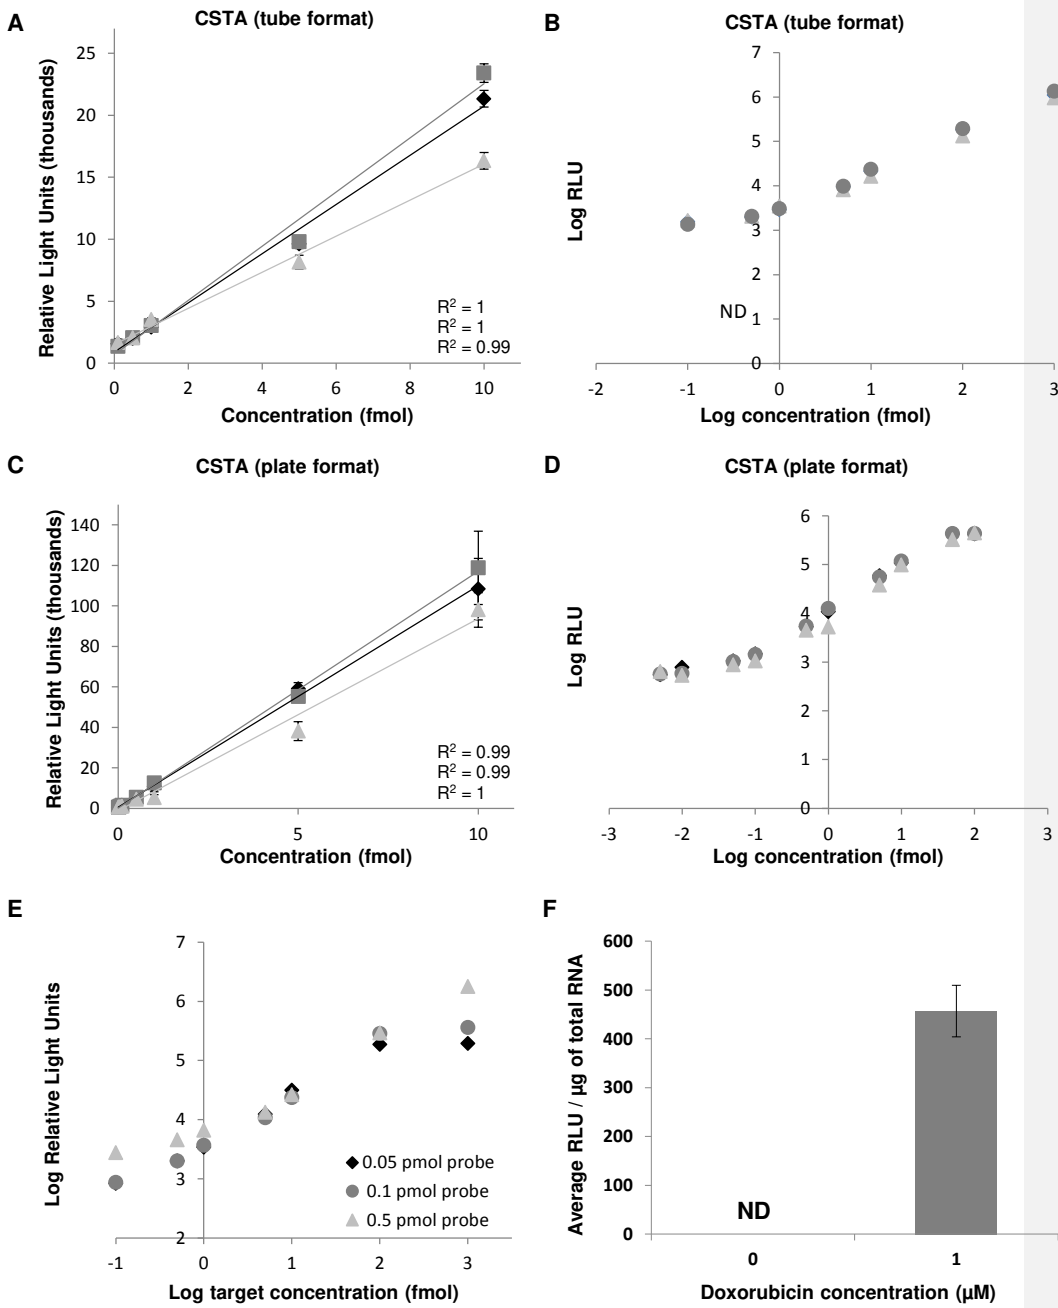 A
CSTA (tube format)
Relative Light Units (thousands)
25
20
15
10
5
0
0 2 4 6 8 10
R² = 1
R² = 1
R² = 0.99
Concentration (fmol)
B
CSTA (tube format)
Log RLU
7
6
5
4
3
2
ND
1
0
-2 -1 0 1 2 3
Log concentration (fmol)
C
CSTA (plate format)
Relative Light Units (thousands)
140
120
100
80
60
40
20
0
R² = 0.99
R² = 0.99
R² = 1
0 5 10
Concentration (fmol)
D
CSTA (plate format)
Log RLU
6
5
4
3
2
1
0
-3 -2 -1 0 1 2 3
Log concentration (fmol)
E
Log Relative Light Units
7
6
5
4
3
2
0.05 pmol probe
0.1 pmol probe
0.5 pmol probe
-1 0 1 2 3
Log target concentration (fmol)
F
Average RLU / µg of total RNA
600
500
400
300
200
100
0
ND
0 1
Doxorubicin concentration (µM)